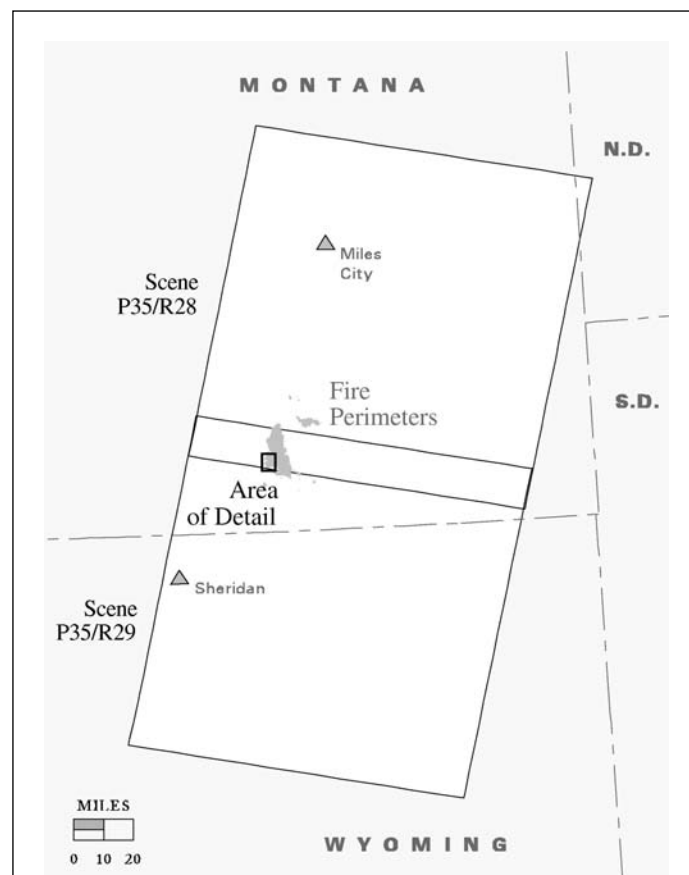 MONTANA
N.D.
Miles
City
Scene
P35/R28
Fire
Perimeters
S.D.
Area
of Detail
Sheridan
Scene
P35/R29
MILES
0 10 20
WYOMING